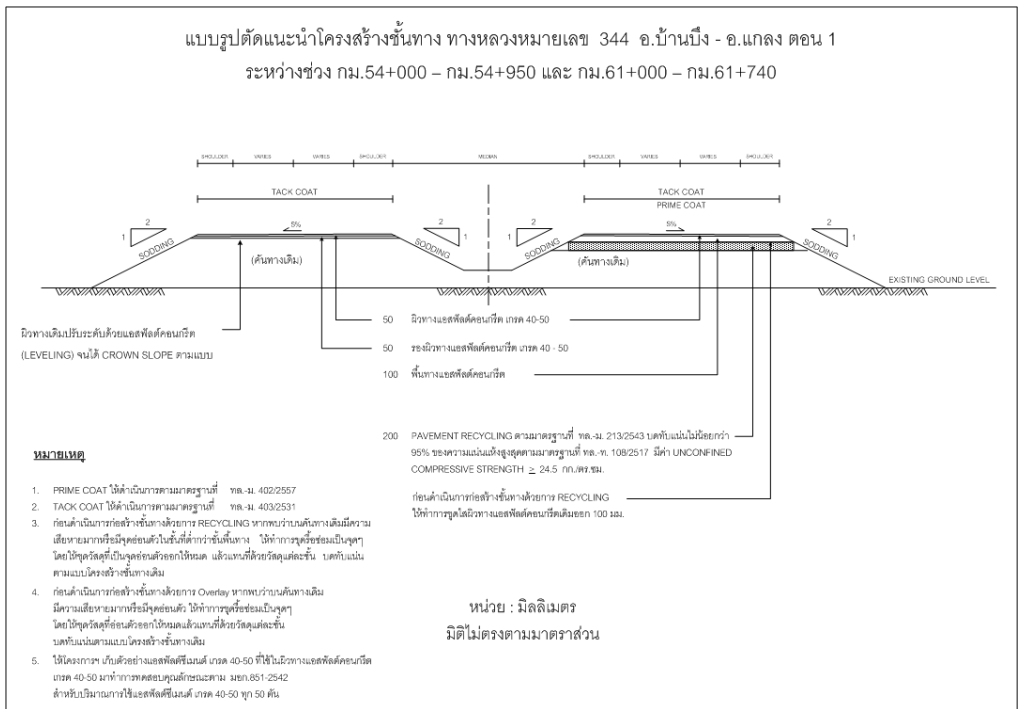 แบบรูปตัดแนะนำโครงสร้างชั้นทาง ทางหลวงหมายเลข 344 อ.บ้านบึง - อ.แกลง ตอน 1
ระหว่างช่วง กม.54+000 – กม.54+950 และ กม.61+000 – กม.61+740
SHOULDER VARIES VARIES SHOULDER MEDIAN SHOULDER VARIES VARIES SHOULDER
TACK COAT TACK COAT
PRIME COAT
2 1 SODDING 5% SODDING 2 1 2 1 SODDING 5% SODDING 2 1
(คันทางเดิม) (คันทางเดิม)
EXISTING GROUND LEVEL
ผิวทางเดิมปรับระดับด้วยแอสฟัลต์คอนกรีต
(LEVELING) จนได้ CROWN SLOPE ตามแบบ
50 ผิวทางแอสฟัลต์คอนกรีต เกรด 40-50
50 รองผิวทางแอสฟัลต์คอนกรีต เกรด 40 - 50
100 พื้นทางแอสฟัลต์คอนกรีต
200 PAVEMENT RECYCLING ตามมาตรฐานที่ ทล.-ม. 213/2543 บดทับแน่นไม่น้อยกว่า
95% ของความแน่นแห้งสูงสุดตามมาตรฐานที่ ทล.-ท. 108/2517 มีค่า UNCONFINED
COMPRESSIVE STRENGTH ≥ 24.5 กก./ตร.ซม.
ก่อนดำเนินการก่อสร้างชั้นทางด้วยการ RECYCLING
ให้ทำการขูดไสผิวทางแอสฟัลต์คอนกรีตเดิมออก 100 มม.
หมายเหตุ
1. PRIME COAT ให้ดำเนินการตามมาตรฐานที่ ทล.-ม. 402/2557
2. TACK COAT ให้ดำเนินการตามมาตรฐานที่ ทล.-ม. 403/2531
3. ก่อนดำเนินการก่อสร้างชั้นทางด้วยการ RECYCLING หากพบว่าบนคันทางเดิมมีความ
เสียหายมากหรือมีจุดอ่อนตัวในชั้นที่ต่ำกว่าชั้นพื้นทาง ให้ทำการขุดรื้อซ่อมเป็นจุดๆ
โดยให้ขุดวัสดุที่เป็นจุดอ่อนตัวออกให้หมด แล้วแทนที่ด้วยวัสดุแต่ละชั้น บดทับแน่น
ตามแบบโครงสร้างชั้นทางเดิม
4. ก่อนดำเนินการก่อสร้างชั้นทางด้วยการ Overlay หากพบว่าบนคันทางเดิม
มีความเสียหายมากหรือมีจุดอ่อนตัว ให้ทำการขุดรื้อซ่อมเป็นจุดๆ
โดยให้ขุดวัสดุที่อ่อนตัวออกให้หมดแล้วแทนที่ด้วยวัสดุแต่ละชั้น
บดทับแน่นตามแบบโครงสร้างชั้นทางเดิม
5. ให้โครงการฯ เก็บตัวอย่างแอสฟัลต์ซีเมนต์ เกรด 40-50 ที่ใช้ในผิวทางแอสฟัลต์คอนกรีต
เกรด 40-50 มาทำการทดสอบคุณลักษณะตาม มอก.851-2542
สำหรับปริมาณการใช้แอสฟัลต์ซีเมนต์ เกรด 40-50 ทุก 50 ตัน
หน่วย : มิลลิเมตร
มิติไม่ตรงตามมาตราส่วน